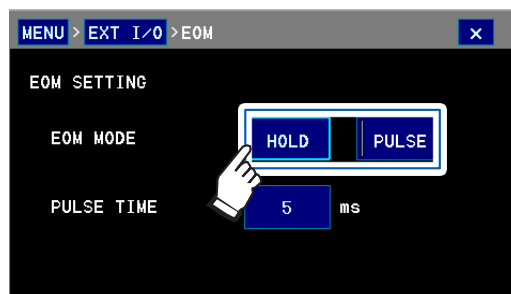 MENU > EXT I/O >EOM x
EOM SETTING
EOM MODE HOLD PULSE
PULSE TIME 5 ms